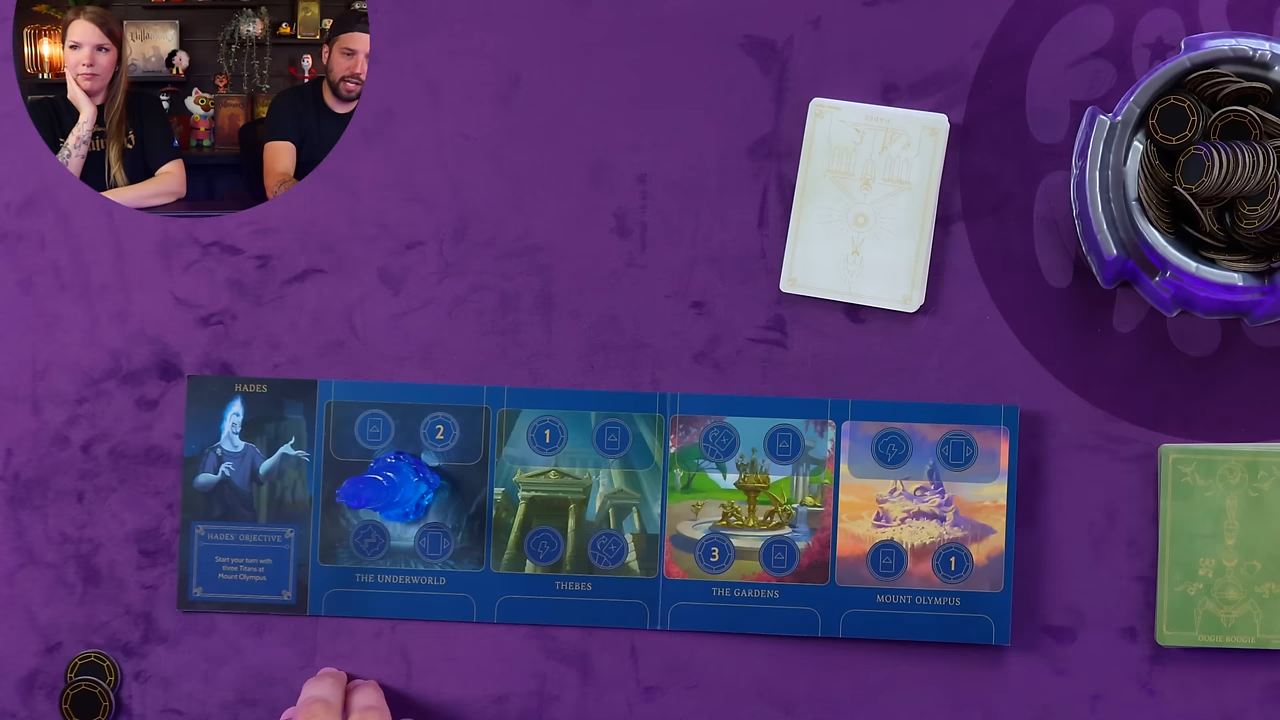 Villainous
HADES
HADES' OBJECTIVE
Start your turn with
three Titans at
Mount Olympus.
2
1
3
1
THE UNDERWORLD
THEBES
THE GARDENS
MOUNT OLYMPUS
OOGIE BOOGIE